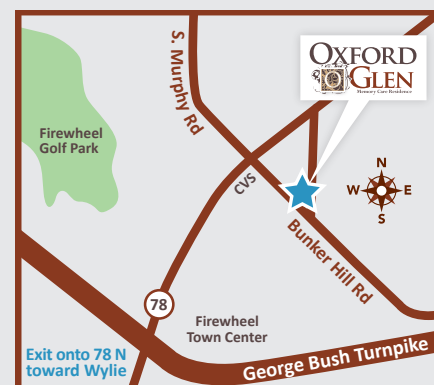 OXFORD
GLEN
Memory Care Residence
S. Murphy Rd
Firewheel
Golf Park
CVS
N
W E
S
Bunker Hill Rd
78
Firewheel
Town Center
Exit onto 78 N
toward Wylie
George Bush Turnpike